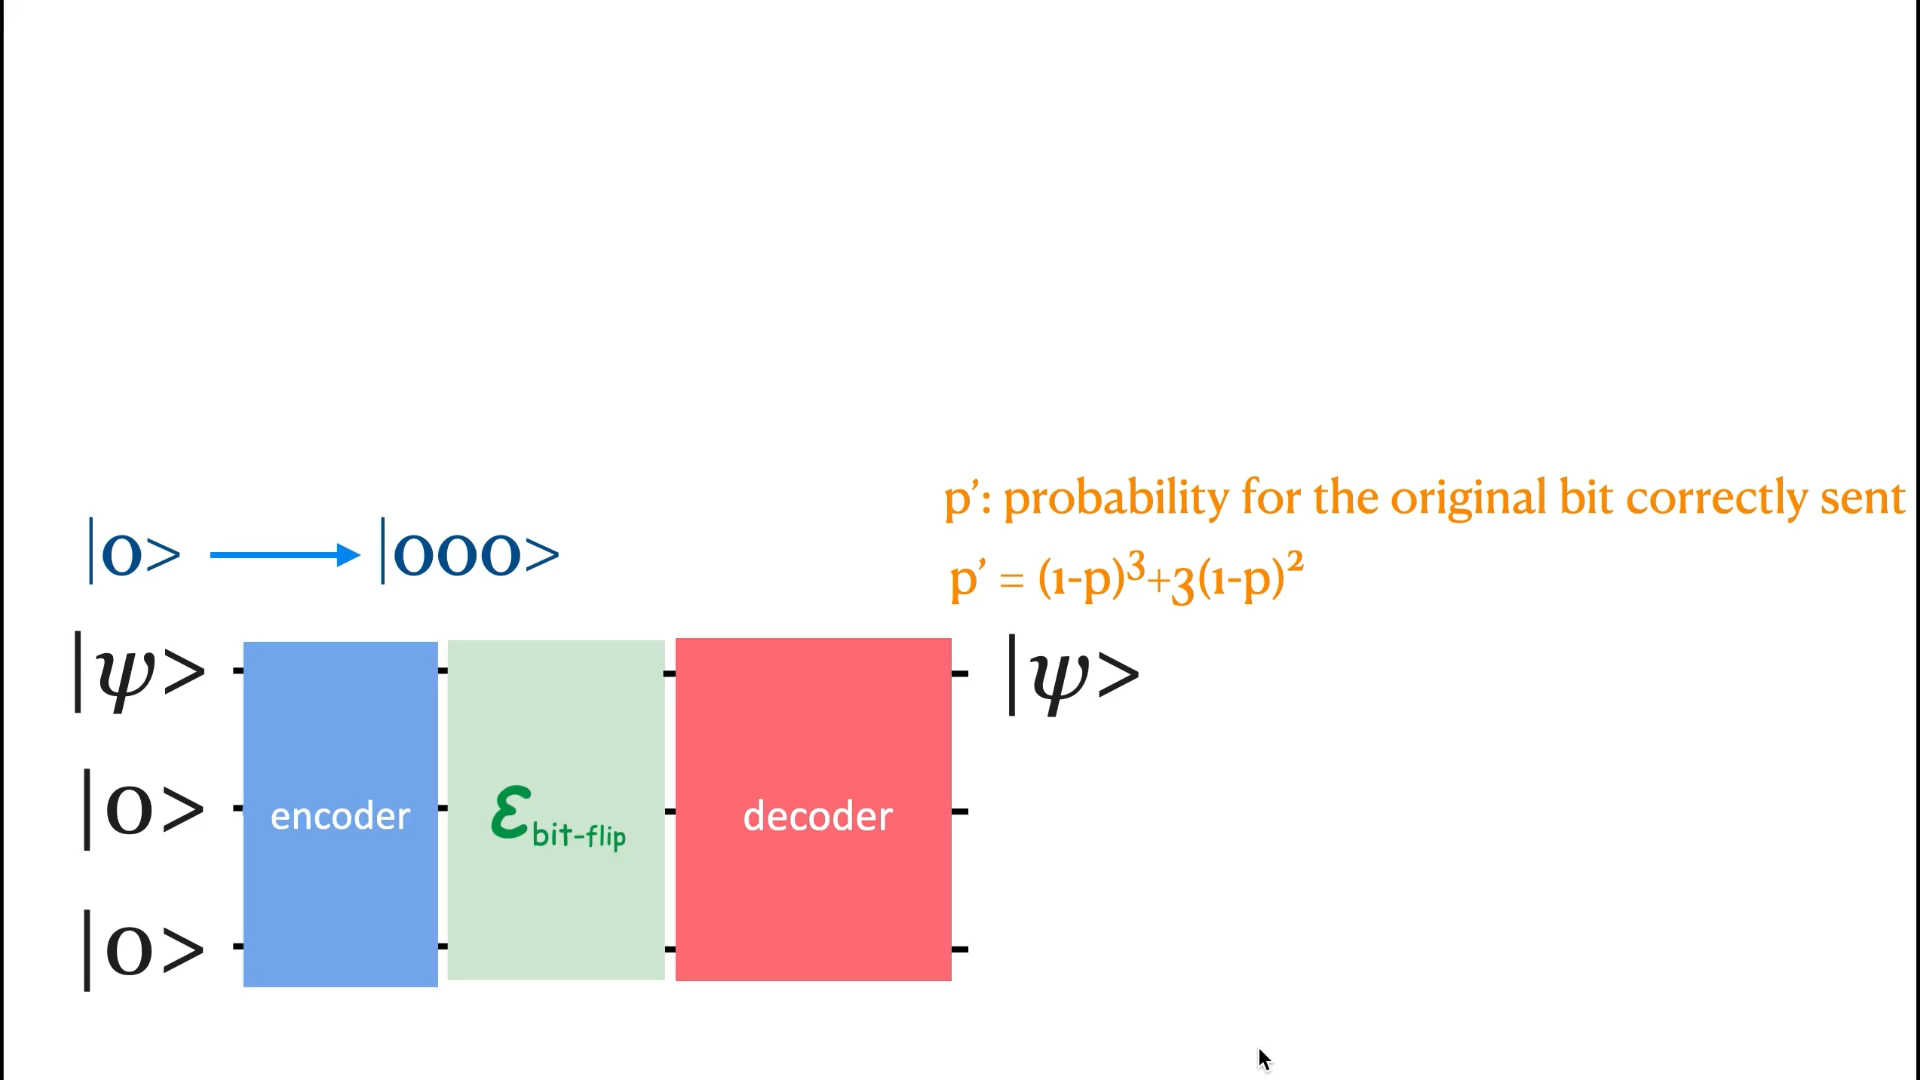 p’: probability for the original bit correctly sent
|0> |000>
p’ = (1-p)³+3(1-p)²
|ψ> |ψ>
|0> encoder ℰbit-flip decoder
|0>